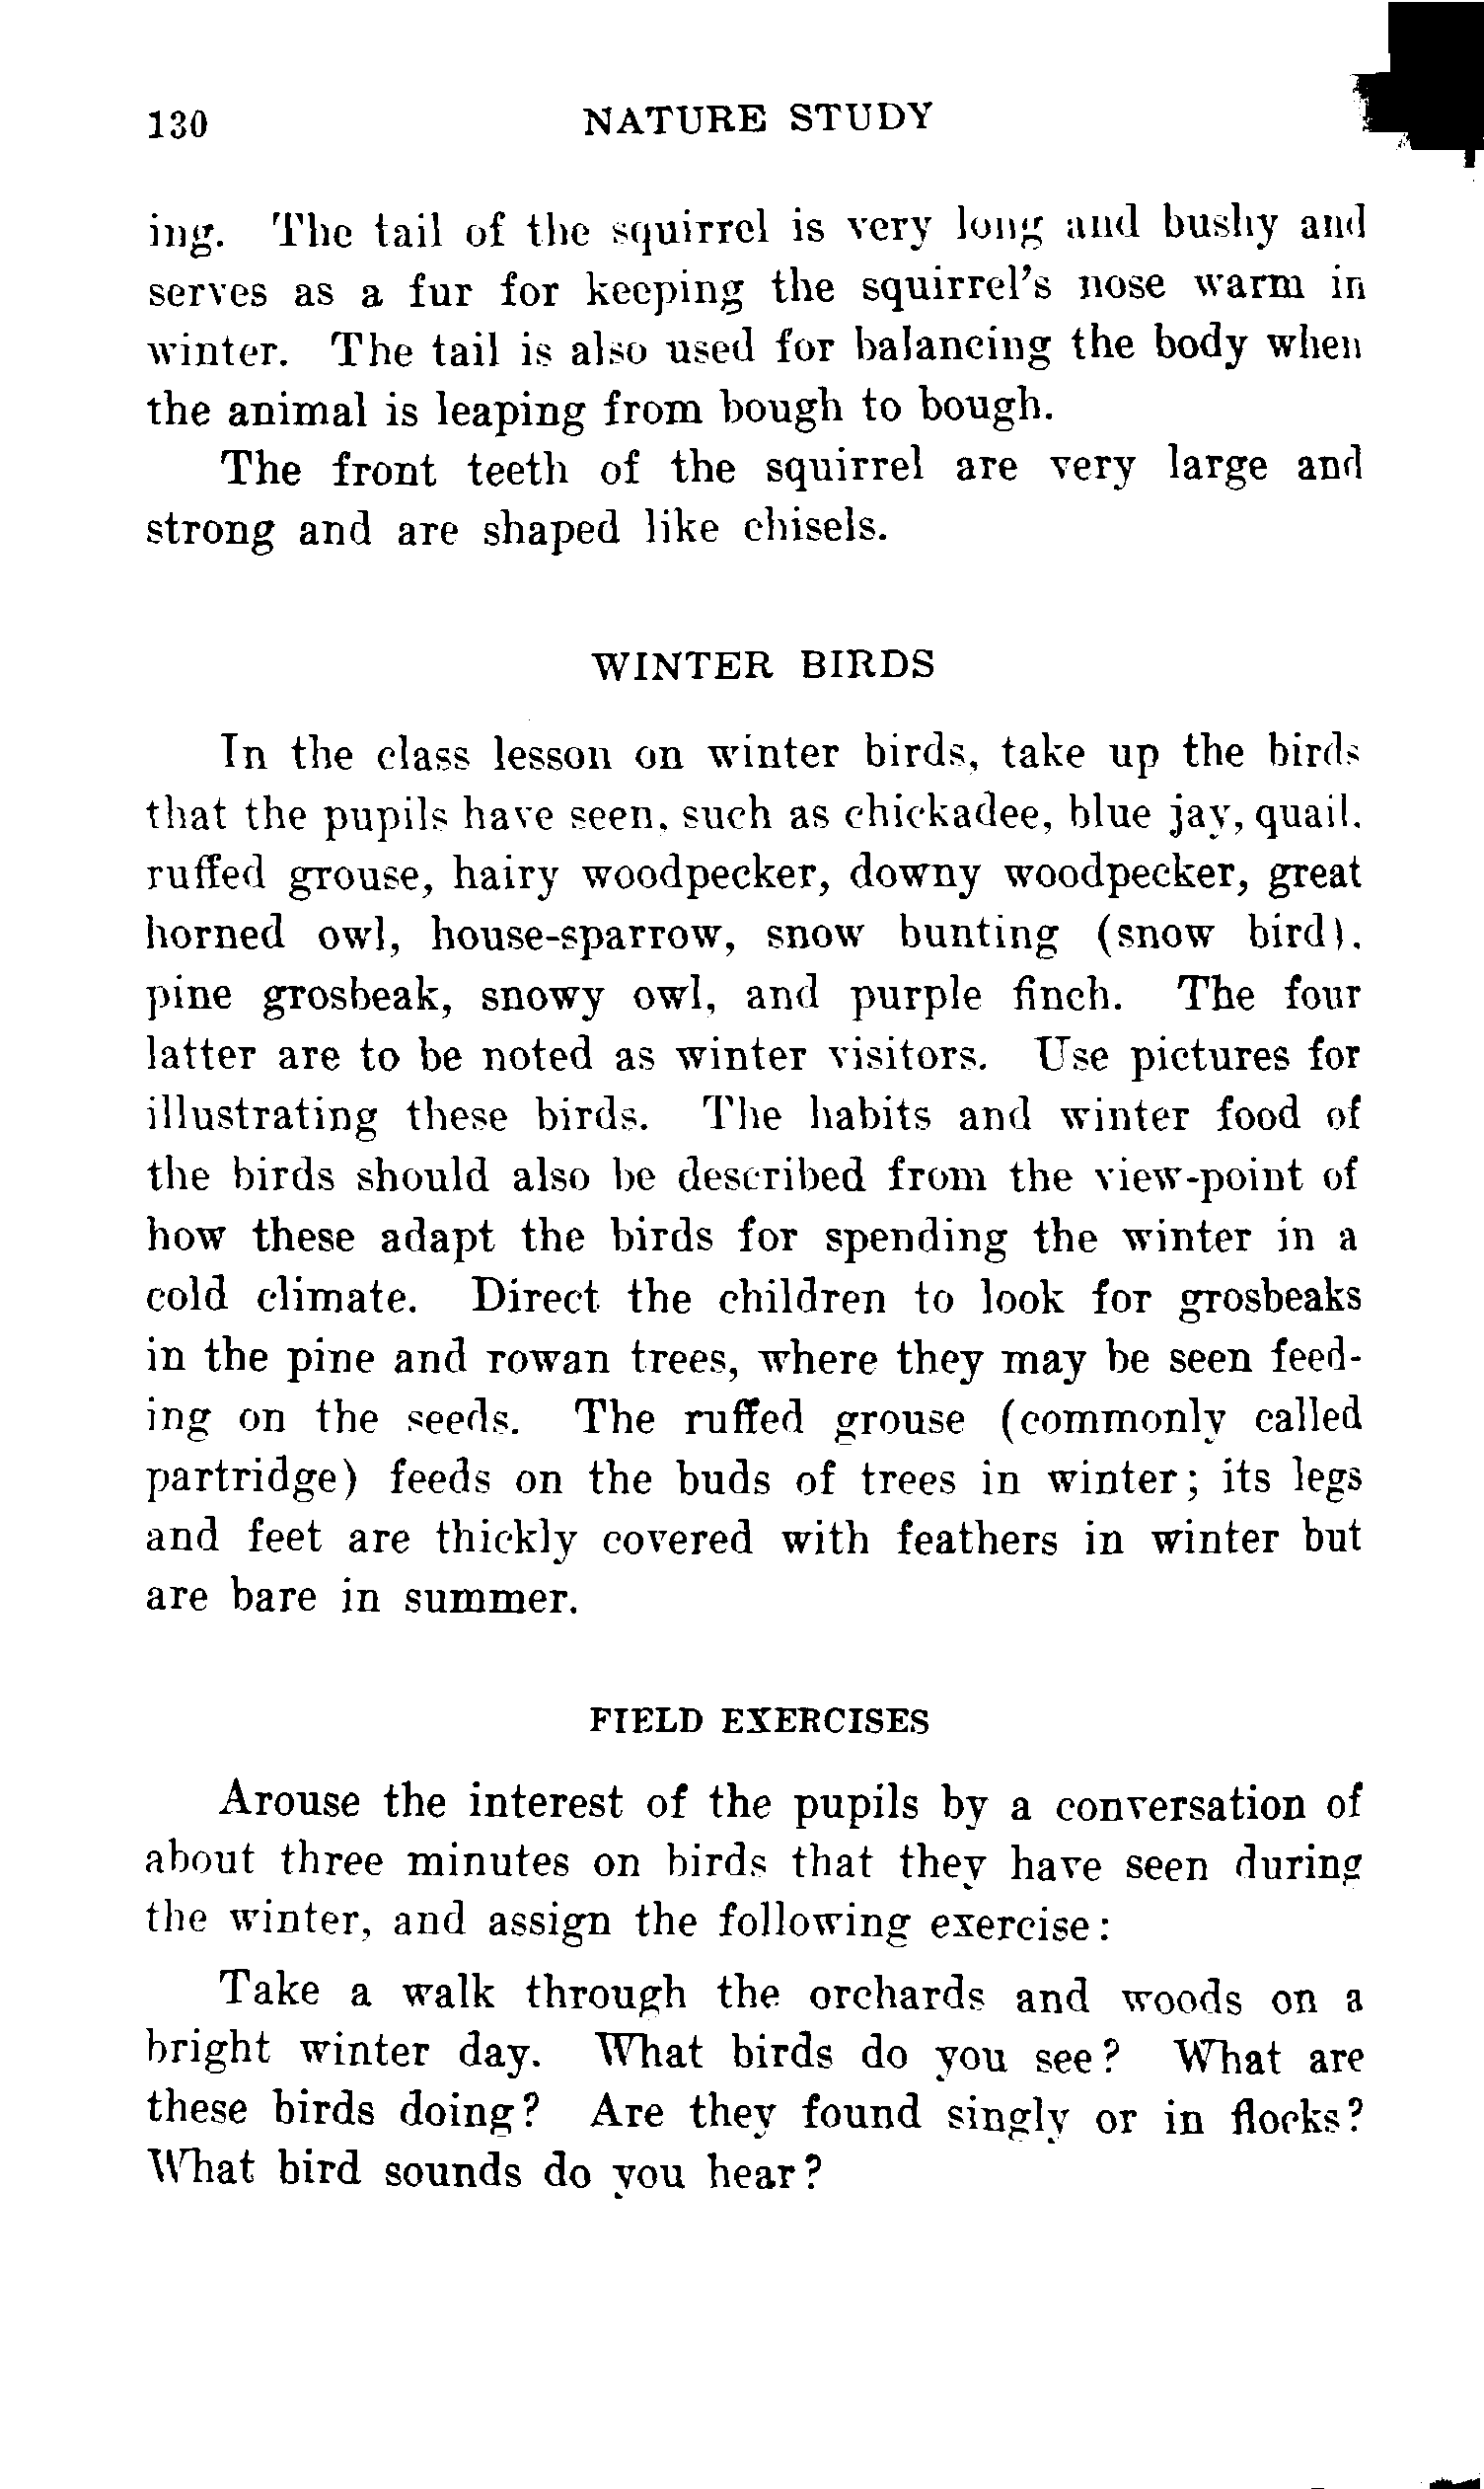 130 NATURE STUDY
ing. The tail of the squirrel is very long and bushy and
serves as a fur for keeping the squirrel's nose warm in
winter. The tail is also used for balancing the body when
the animal is leaping from bough to bough.
The front teeth of the squirrel are very large and
strong and are shaped like chisels.
WINTER BIRDS
In the class lesson on winter birds, take up the birds
that the pupils have seen, such as chickadee, blue jay, quail,
ruffed grouse, hairy woodpecker, downy woodpecker, great
horned owl, house-sparrow, snow bunting (snow bird),
pine grosbeak, snowy owl, and purple finch. The four
latter are to be noted as winter visitors. Use pictures for
illustrating these birds. The habits and winter food of
the birds should also be described from the view-point of
how these adapt the birds for spending the winter in a
cold climate. Direct the children to look for grosbeaks
in the pine and rowan trees, where they may be seen feed-
ing on the seeds. The ruffed grouse (commonly called
partridge) feeds on the buds of trees in winter; its legs
and feet are thickly covered with feathers in winter but
are bare in summer.
FIELD EXERCISES
Arouse the interest of the pupils by a conversation of
about three minutes on birds that they have seen during
the winter, and assign the following exercise:
Take a walk through the orchards and woods on a
bright winter day. What birds do you see? What are
these birds doing? Are they found singly or in flocks?
What bird sounds do you hear?